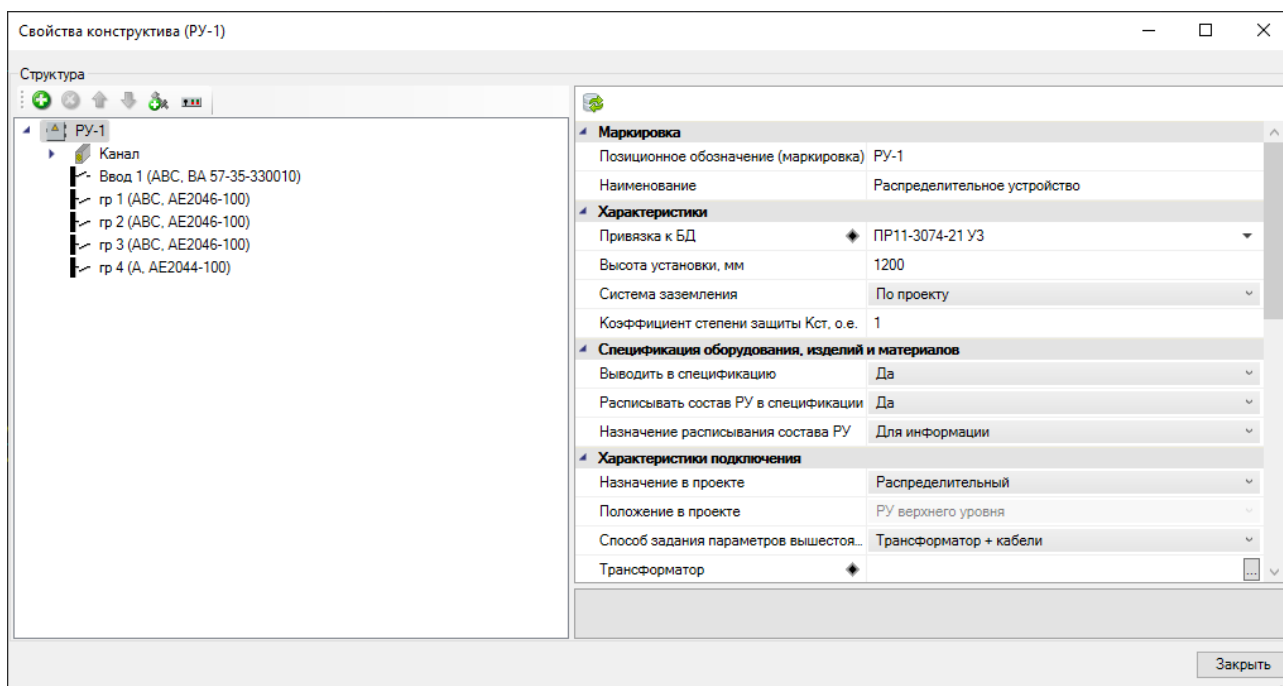 Свойства конструктива (РУ-1)
Структура
РУ-1
Канал
Ввод 1 (ABC, ВА 57-35-330010)
гр 1 (ABC, AE2046-100)
гр 2 (ABC, AE2046-100)
гр 3 (ABC, AE2046-100)
гр 4 (A, AE2044-100)
Маркировка
Позиционное обозначение (маркировка) РУ-1
Наименование Распределительное устройство
Характеристики
Привязка к БД ПР11-3074-21 У3
Высота установки, мм 1200
Система заземления По проекту
Коэффициент степени защиты Кст, о.е. 1
Спецификация оборудования, изделий и материалов
Выводить в спецификацию Да
Расписывать состав РУ в спецификации Да
Назначение расписывания состава РУ Для информации
Характеристики подключения
Назначение в проекте Распределительный
Положение в проекте РУ верхнего уровня
Способ задания параметров вышестоя... Трансформатор + кабели
Трансформатор ...
Закрыть